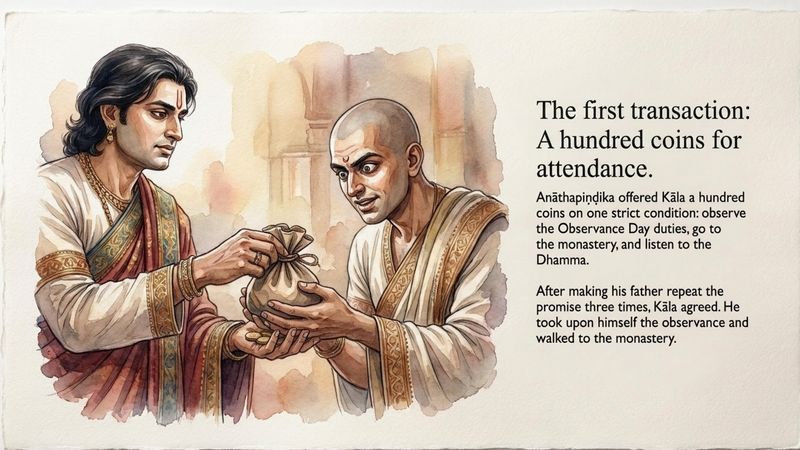 The first transaction:
A hundred coins for
attendance.
Anāthapiṇḍika offered Kāla a hundred
coins on one strict condition: observe
the Observance Day duties, go to
the monastery, and listen to the
Dhamma.
After making his father repeat the
promise three times, Kāla agreed. He
took upon himself the observance and
walked to the monastery.